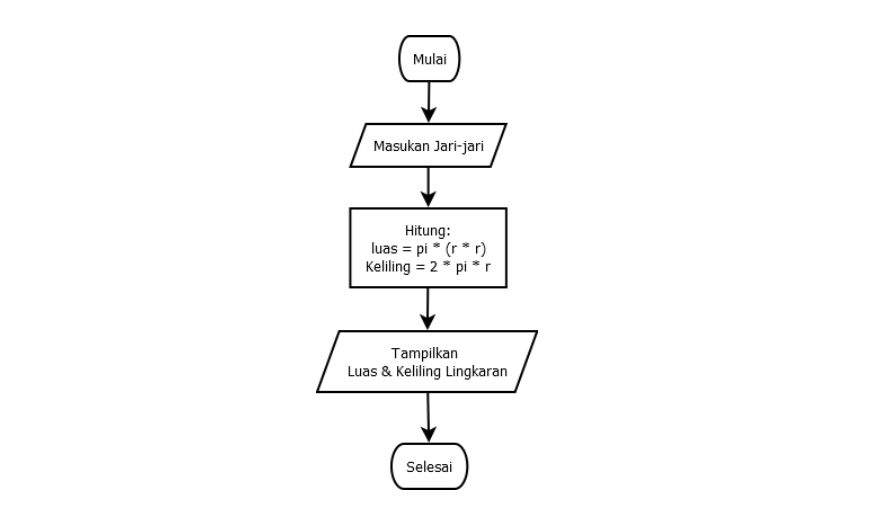 Mulai
Masukan Jari-jari
Hitung:
luas = pi * (r * r)
Keliling = 2 * pi * r
Tampilkan
Luas & Keliling Lingkaran
Selesai